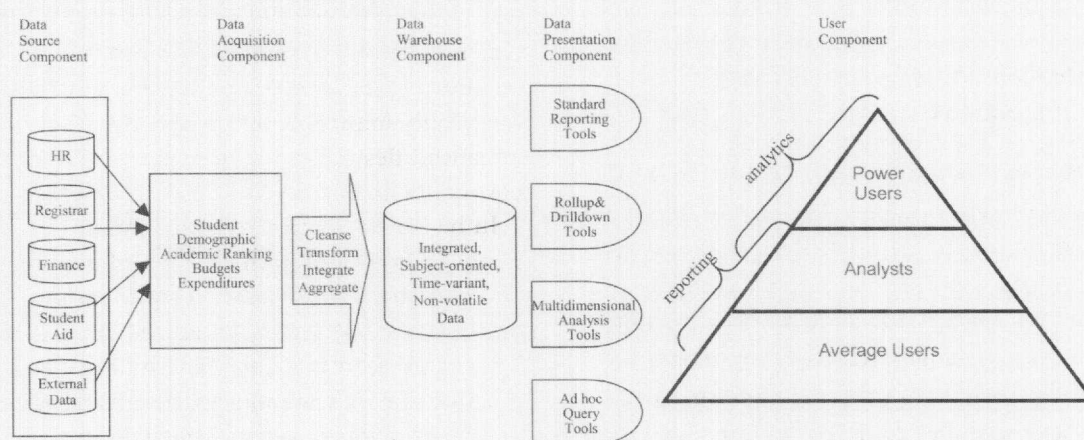 Data
Source
Component
Data
Acquisition
Component
Data
Warehouse
Component
Data
Presentation
Component
User
Component
HR
Registrar
Finance
Student
Aid
External
Data
Student
Demographic
Academic Ranking
Budgets
Expenditures
Cleanse
Transform
Integrate
Aggregate
Integrated,
Subject-oriented,
Time-variant,
Non-volatile
Data
Standard
Reporting
Tools
Rollup&
Drilldown
Tools
Multidimensional
Analysis
Tools
Ad hoc
Query
Tools
analytics
reporting
Power
Users
Analysts
Average Users